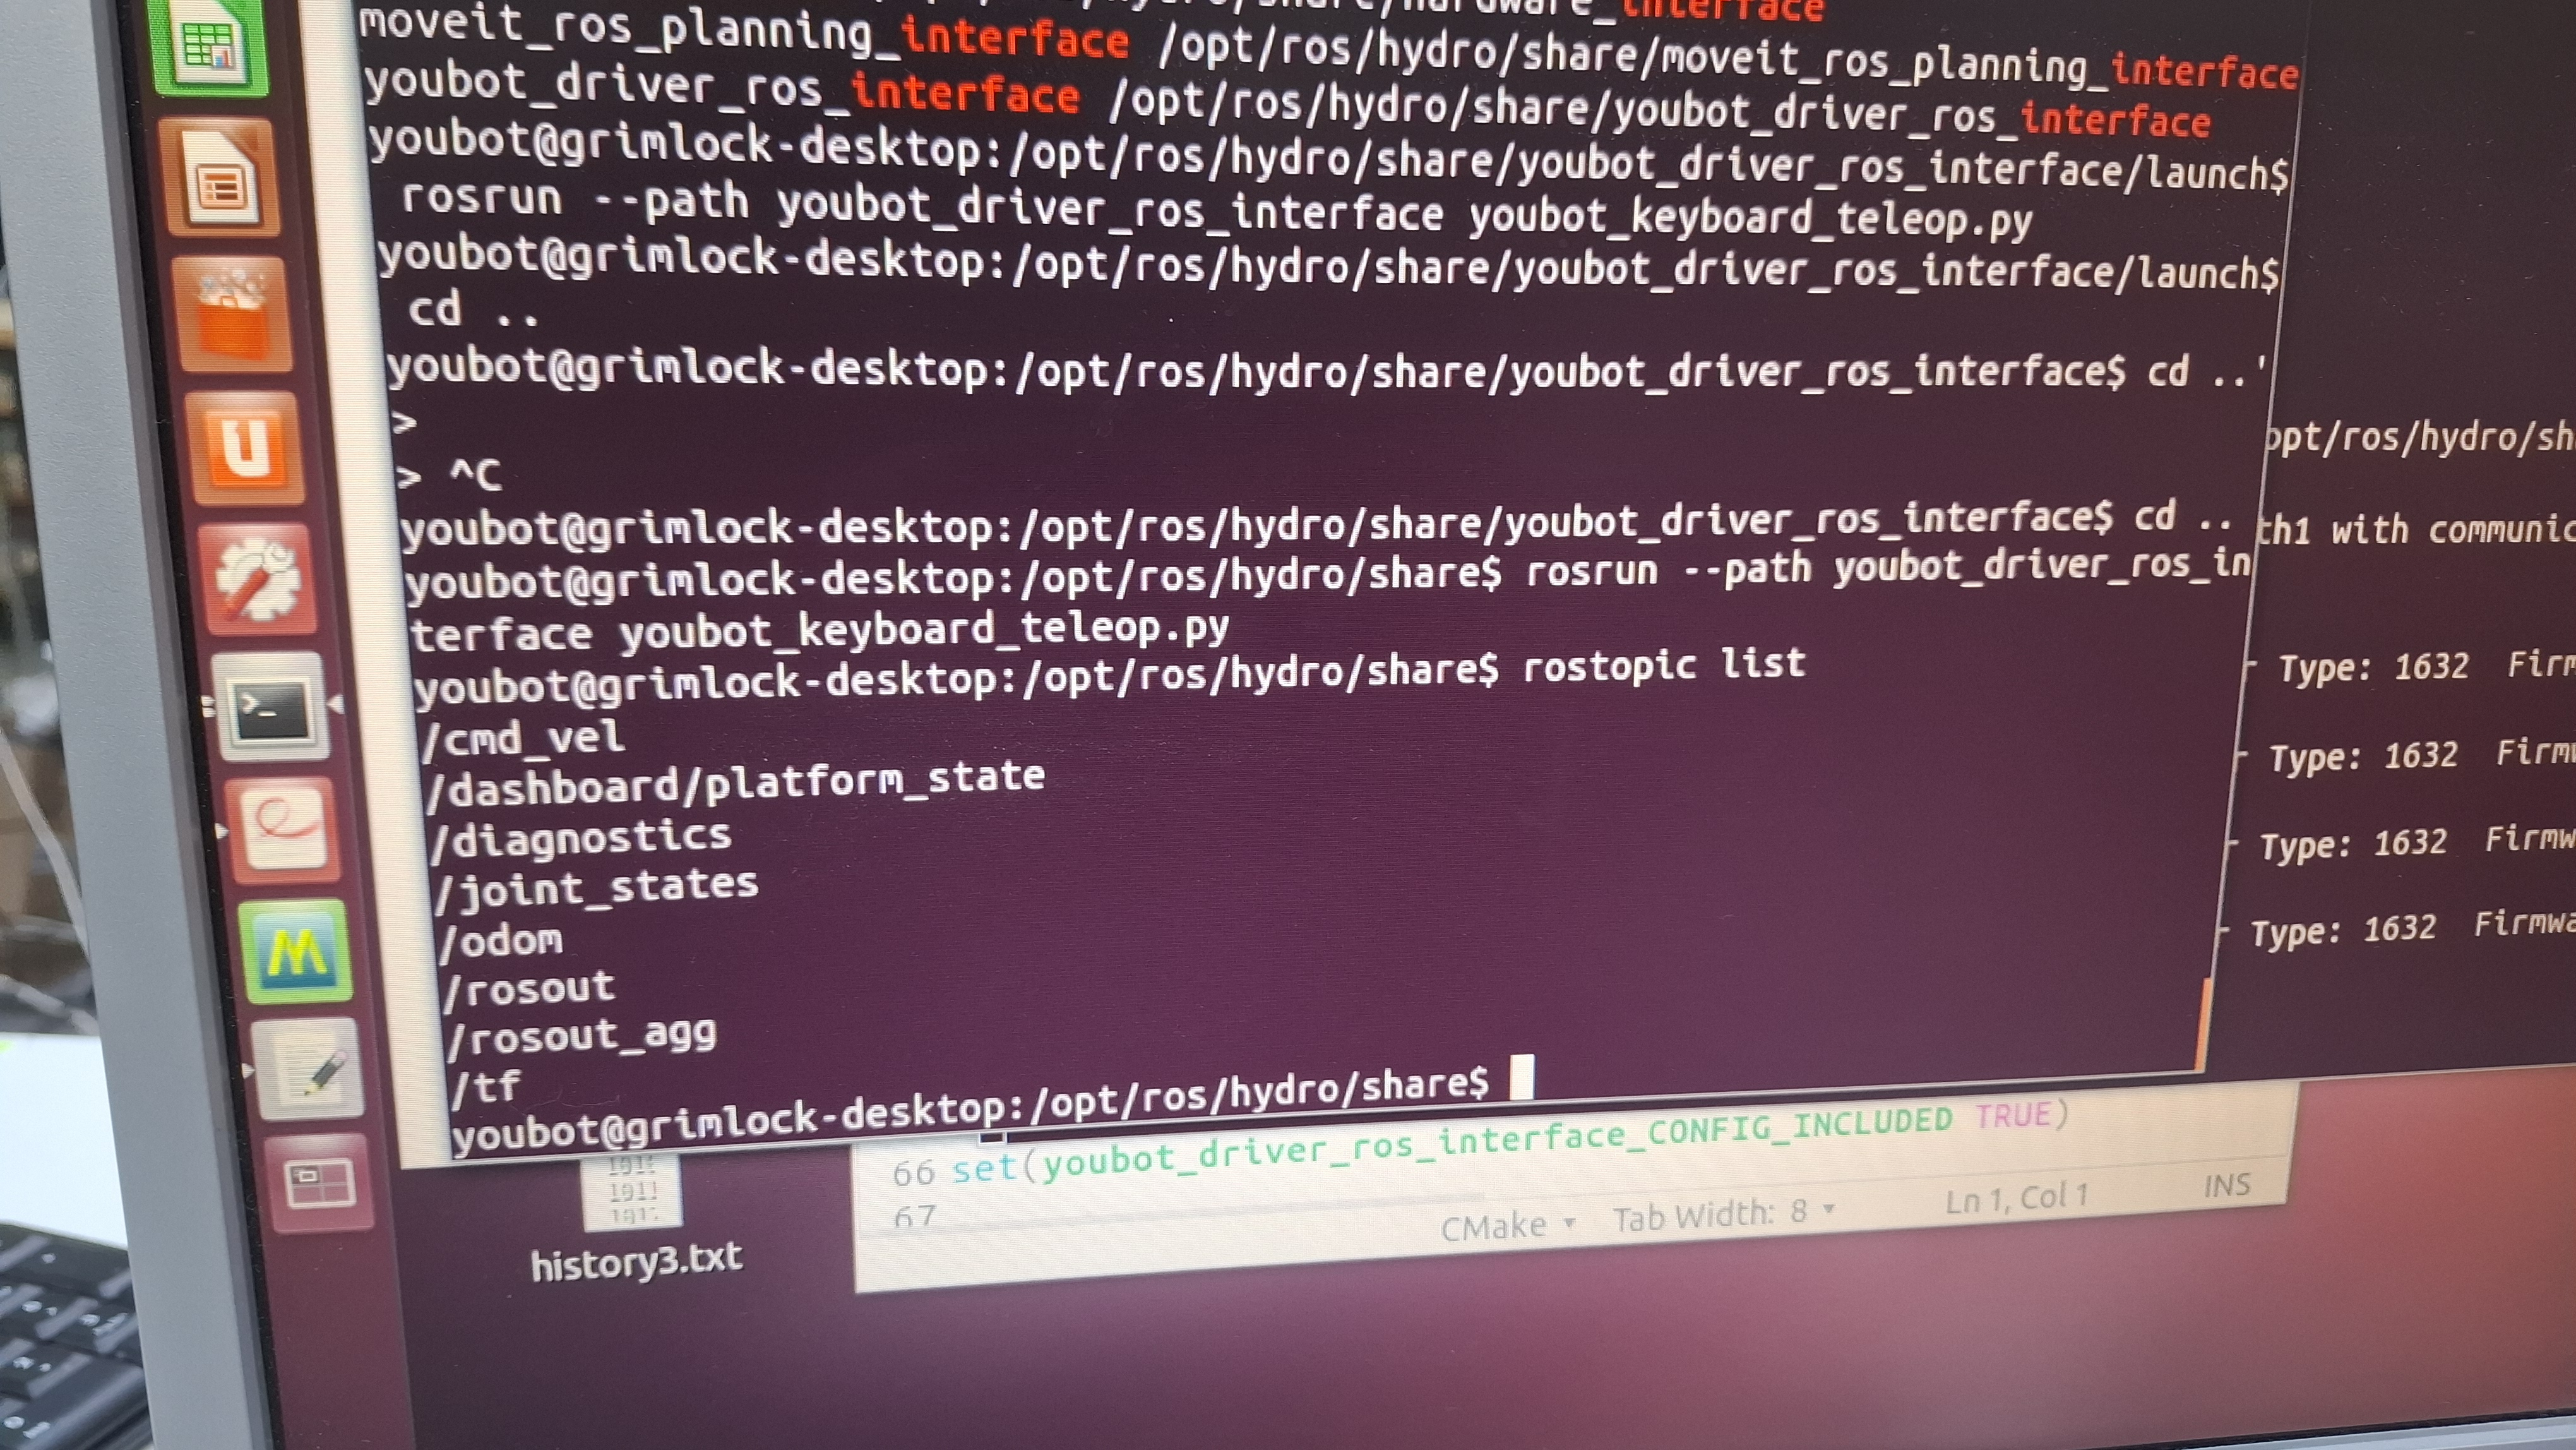 interface
moveit_ros_planning_interface /opt/ros/hydro/share/moveit_ros_planning_interface
youbot_driver_ros_interface /opt/ros/hydro/share/youbot_driver_ros_interface
youbot@grimlock-desktop:/opt/ros/hydro/share/youbot_driver_ros_interface/launch$
rosrun --path youbot_driver_ros_interface youbot_keyboard_teleop.py
youbot@grimlock-desktop:/opt/ros/hydro/share/youbot_driver_ros_interface/launch$
cd ..
youbot@grimlock-desktop:/opt/ros/hydro/share/youbot_driver_ros_interface$ cd ..'
>
> ^C
youbot@grimlock-desktop:/opt/ros/hydro/share/youbot_driver_ros_interface$ cd ..
youbot@grimlock-desktop:/opt/ros/hydro/share$ rosrun --path youbot_driver_ros_in
terface youbot_keyboard_teleop.py
youbot@grimlock-desktop:/opt/ros/hydro/share$ rostopic list
/cmd_vel
/dashboard/platform_state
/diagnostics
/joint_states
/odom
/rosout
/rosout_agg
/tf
youbot@grimlock-desktop:/opt/ros/hydro/share$
opt/ros/hydro/sh
th1 with communic
Type: 1632 Firm
Type: 1632 Firm
Type: 1632 Firmw
Type: 1632 Firmwa
66 set(youbot_driver_ros_interface_CONFIG_INCLUDED TRUE)
67
CMake Tab Width: 8 Ln 1, Col 1 INS
history3.txt